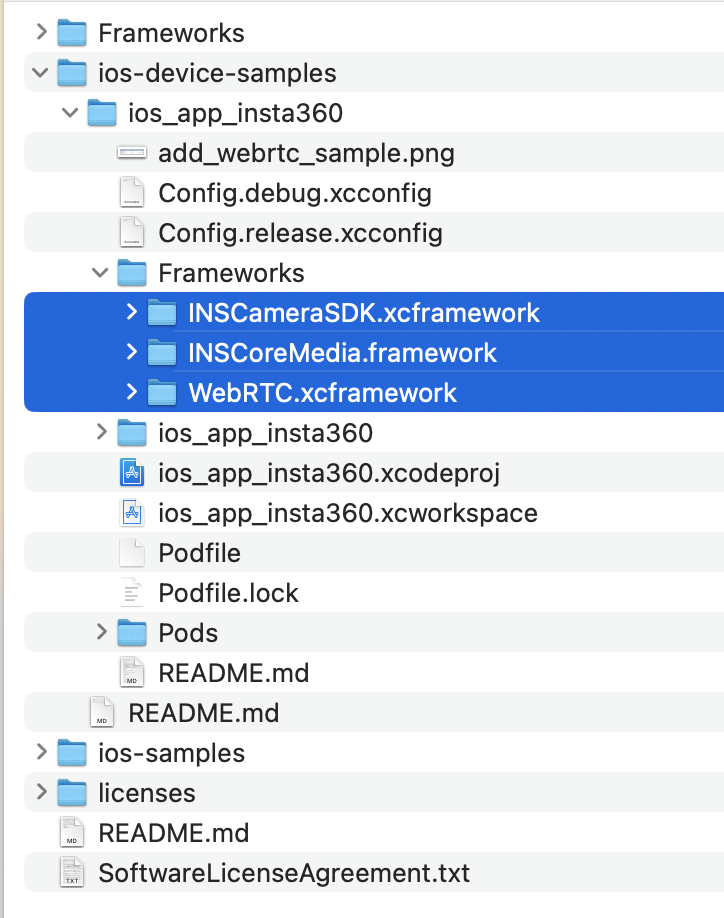 Frameworks
ios-device-samples
ios_app_insta360
add_webrtc_sample.png
Config.debug.xcconfig
Config.release.xcconfig
Frameworks
INSCameraSDK.xcframework
INSCoreMedia.framework
WebRTC.xcframework
ios_app_insta360
ios_app_insta360.xcodeproj
ios_app_insta360.xcworkspace
Podfile
Podfile.lock
Pods
MD README.md
MD README.md
ios-samples
licenses
MD README.md
TXT SoftwareLicenseAgreement.txt